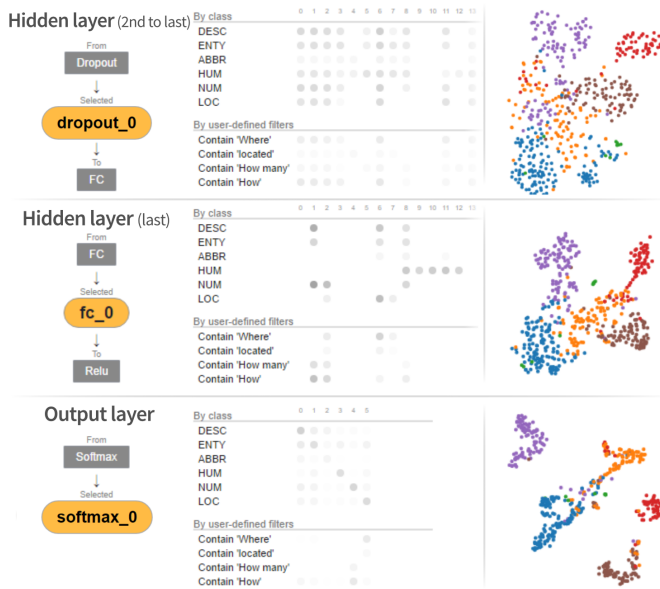 Hidden layer (2nd to last)
From
Dropout
Selected
dropout_0
To
FC
By class
0 1 2 3 4 5 6 7 8 9 10 11 12 13
DESC
ENTY
ABBR
HUM
NUM
LOC
By user-defined filters
Contain 'Where'
Contain 'located'
Contain 'How many'
Contain 'How'
Hidden layer (last)
From
FC
Selected
fc_0
To
Relu
By class
0 1 2 3 4 5 6 7 8 9 10 11 12 13
DESC
ENTY
ABBR
HUM
NUM
LOC
By user-defined filters
Contain 'Where'
Contain 'located'
Contain 'How many'
Contain 'How'
Output layer
From
Softmax
Selected
softmax_0
By class
0 1 2 3 4 5
DESC
ENTY
ABBR
HUM
NUM
LOC
By user-defined filters
Contain 'Where'
Contain 'located'
Contain 'How many'
Contain 'How'